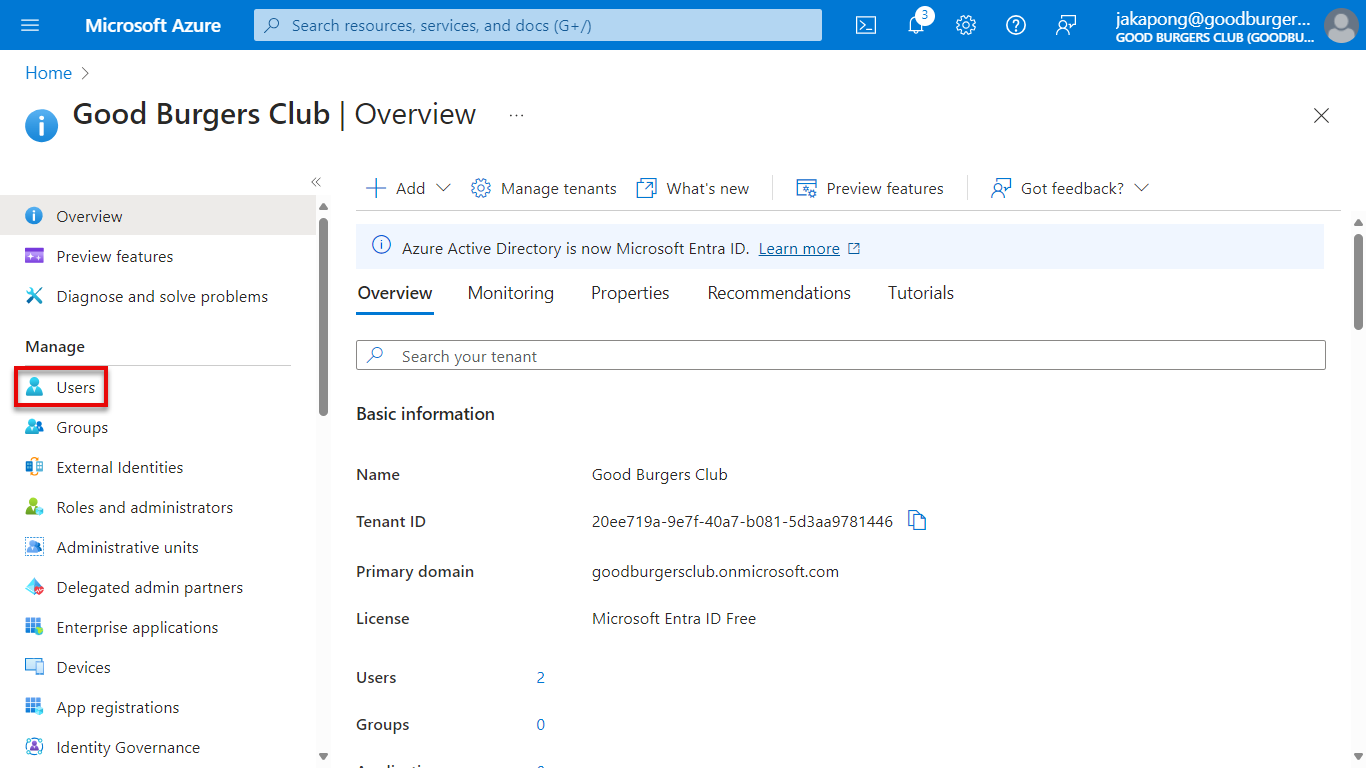 Microsoft Azure
Search resources, services, and docs (G+/)
3
jakapong@goodburger...
GOOD BURGERS CLUB (GOODBU...
Home
Good Burgers Club | Overview
...
«
Add
Manage tenants
What's new
Preview features
Got feedback?
Overview
Preview features
Diagnose and solve problems
Manage
Users
Groups
External Identities
Roles and administrators
Administrative units
Delegated admin partners
Enterprise applications
Devices
App registrations
Identity Governance
Azure Active Directory is now Microsoft Entra ID. Learn more
Overview
Monitoring
Properties
Recommendations
Tutorials
Search your tenant
Basic information
Name
Good Burgers Club
Tenant ID
20ee719a-9e7f-40a7-b081-5d3aa9781446
Primary domain
goodburgersclub.onmicrosoft.com
License
Microsoft Entra ID Free
Users
2
Groups
0